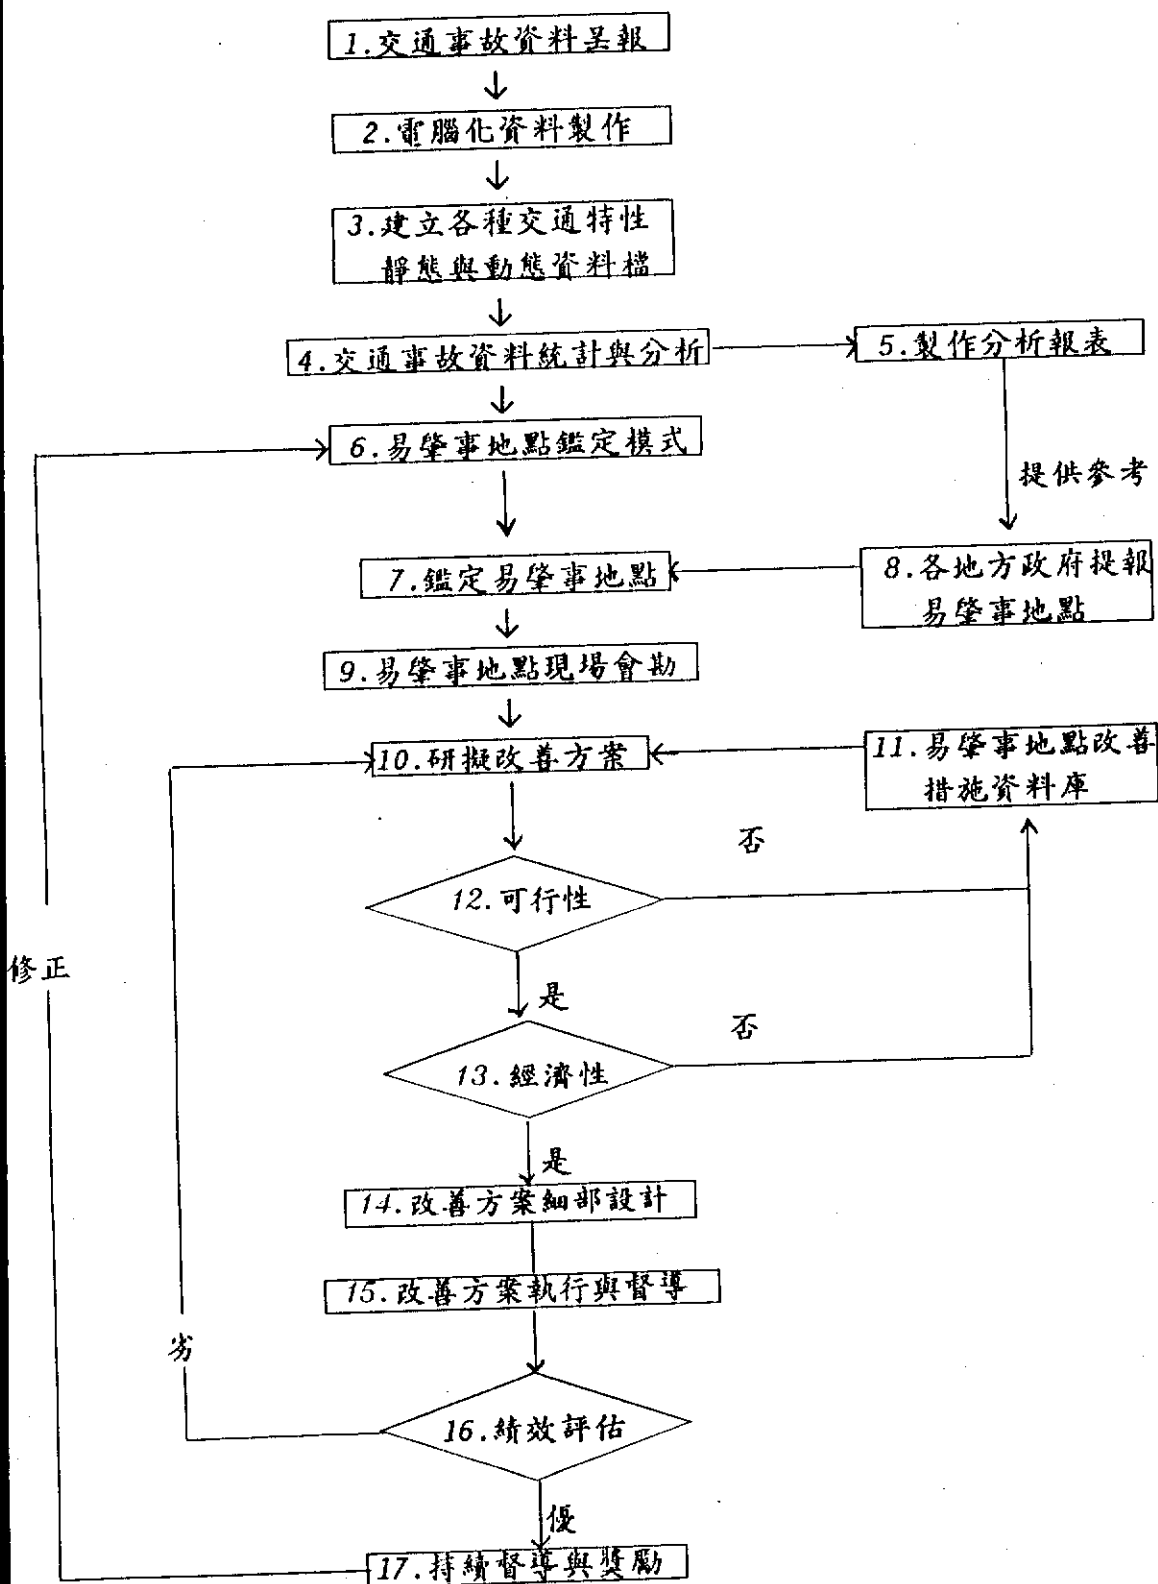 1.交通事故資料呈報
2.電腦化資料製作
3.建立各種交通特性
靜態與動態資料檔
4.交通事故資料統計與分析
5.製作分析報表
6.易肇事地點鑑定模式
提供參考
7.鑑定易肇事地點
8.各地方政府提報
易肇事地點
9.易肇事地點現場會勘
10.研擬改善方案
11.易肇事地點改善
措施資料庫
否
12.可行性
修正
是
否
13.經濟性
是
14.改善方案細部設計
15.改善方案執行與督導
劣
16.績效評估
優
17.持續督導與獎勵